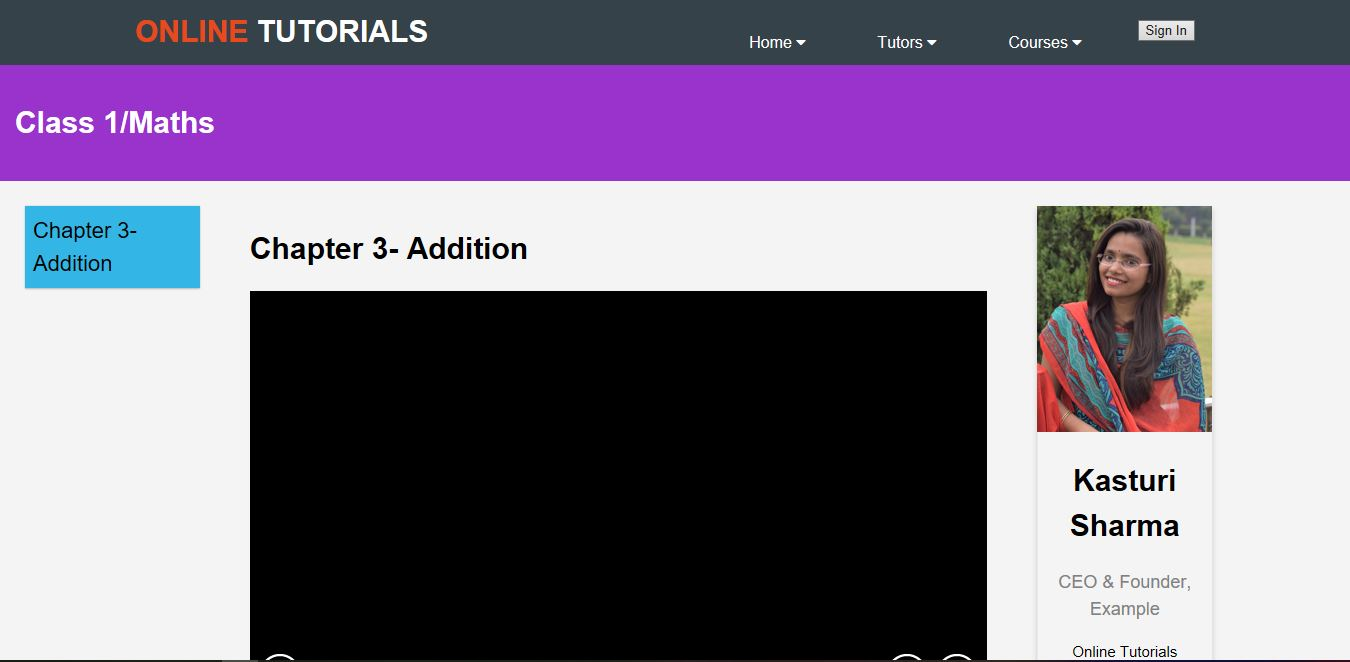 ONLINE TUTORIALS
Home
Tutors
Courses
Sign In
Class 1/Maths
Chapter 3-
Addition
Chapter 3- Addition
Kasturi
Sharma
CEO & Founder,
Example
Online Tutorials